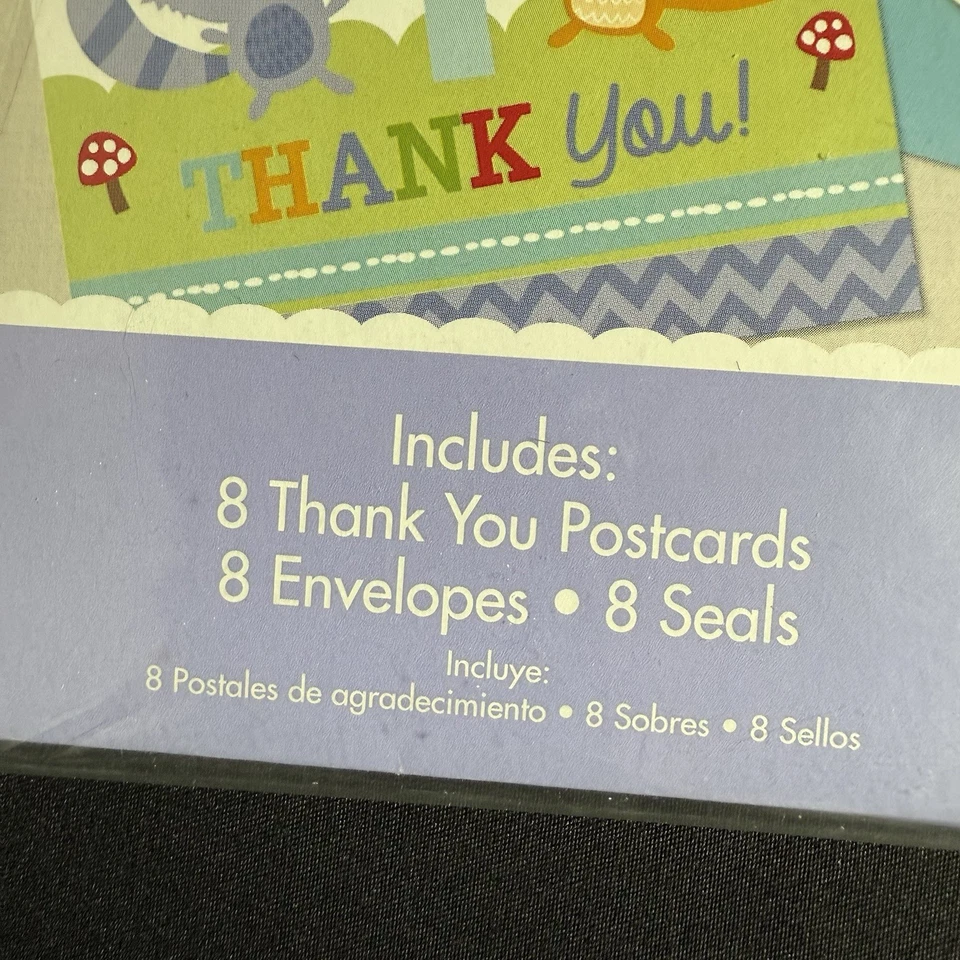 THANK you!
Includes:
8 Thank You Postcards
8 Envelopes • 8 Seals
Incluye:
8 Postales de agradecimiento • 8 Sobres • 8 Sellos